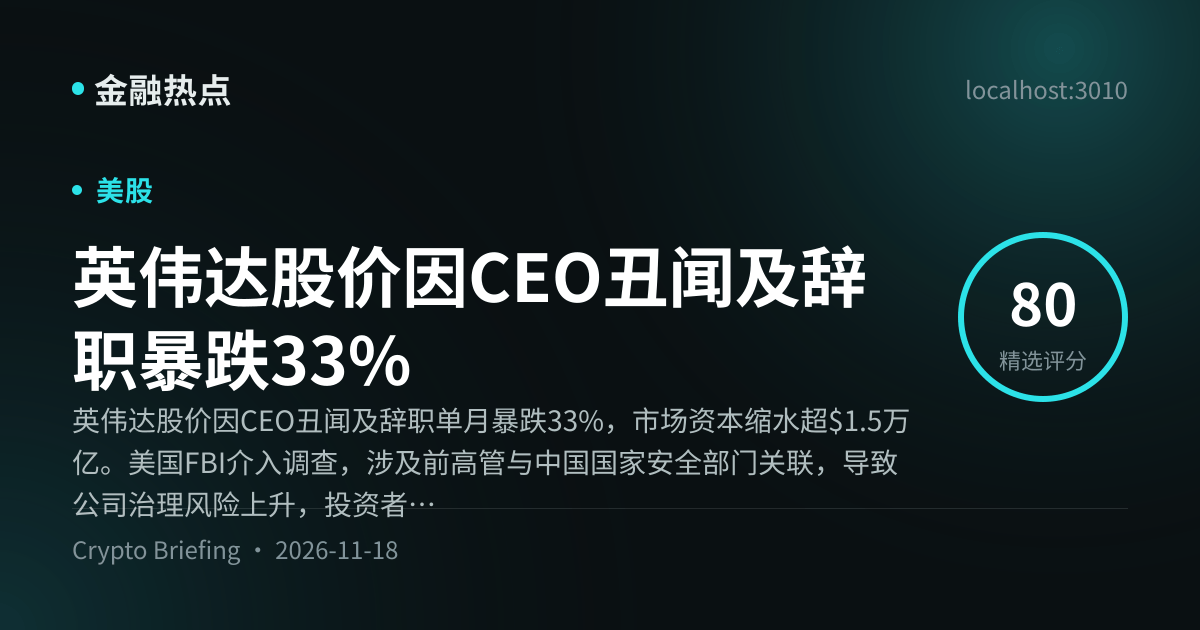 金融热点
localhost:3010
美股
英伟达股价因CEO丑闻及辞
职暴跌33%
80
精选评分
英伟达股价因CEO丑闻及辞职单月暴跌33%，市场资本缩水超$1.5万
亿。美国FBI介入调查，涉及前高管与中国国家安全部门关联，导致
公司治理风险上升，投资者…
Crypto Briefing · 2026-11-18